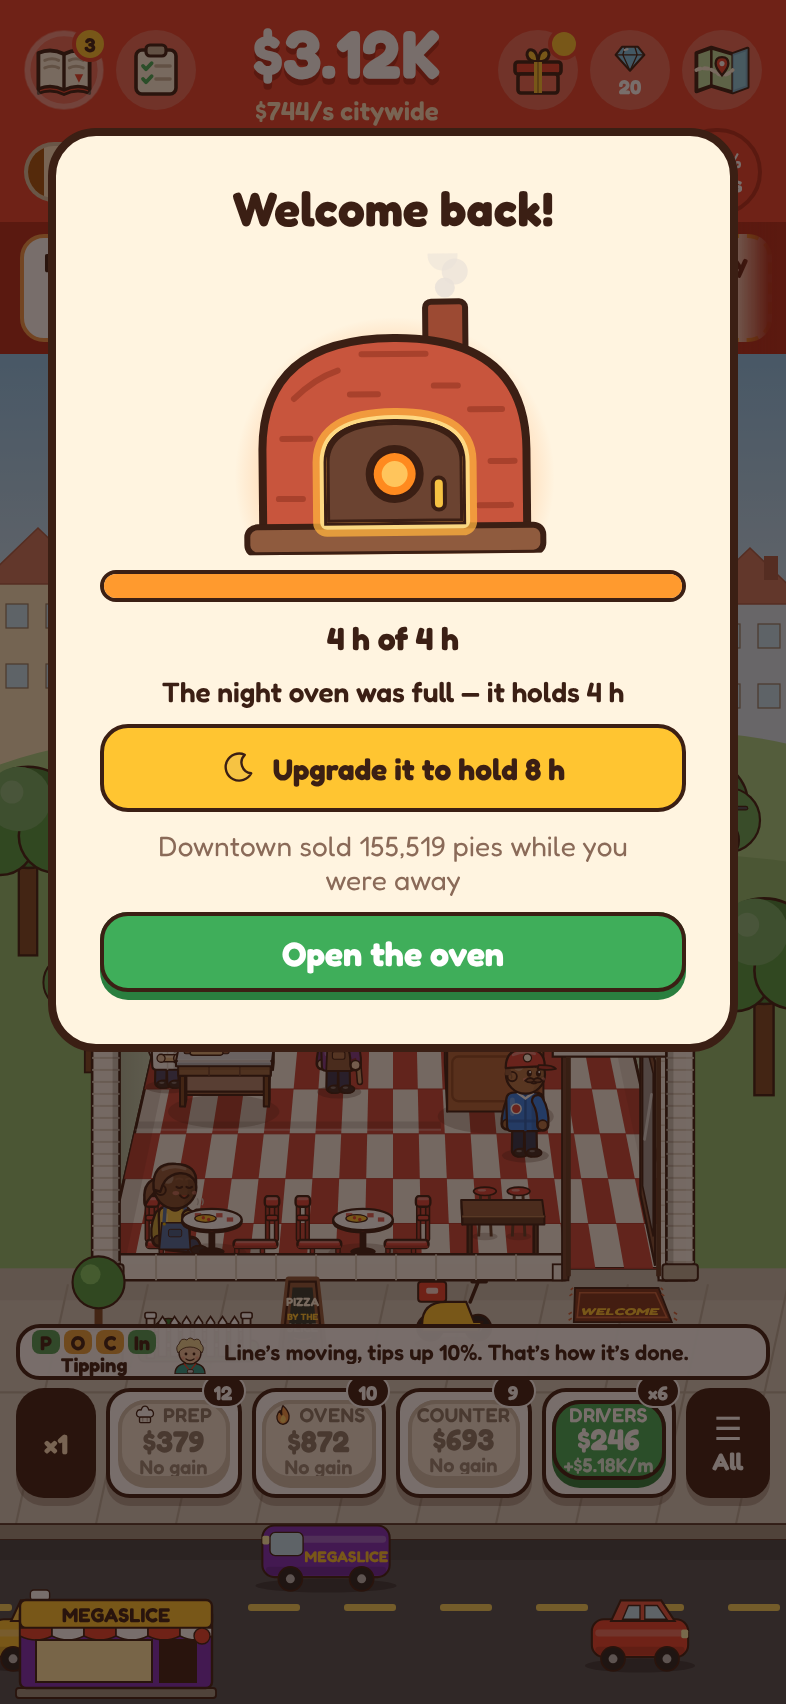 3
$3.12K
$744/s citywide
20
Welcome back!
4 h of 4 h
The night oven was full – it holds 4 h
Upgrade it to hold 8 h
Downtown sold 155,519 pies while you
were away
Open the oven
PIZZA
BY THE
WELCOME
P O C In
Tipping
Line's moving, tips up 10%. That's how it's done.
12
10
9
x6
x1
PREP
$379
No gain
OVENS
$872
No gain
COUNTER
$693
No gain
DRIVERS
$246
+$5.18K/m
All
MEGASLICE
MEGASLICE